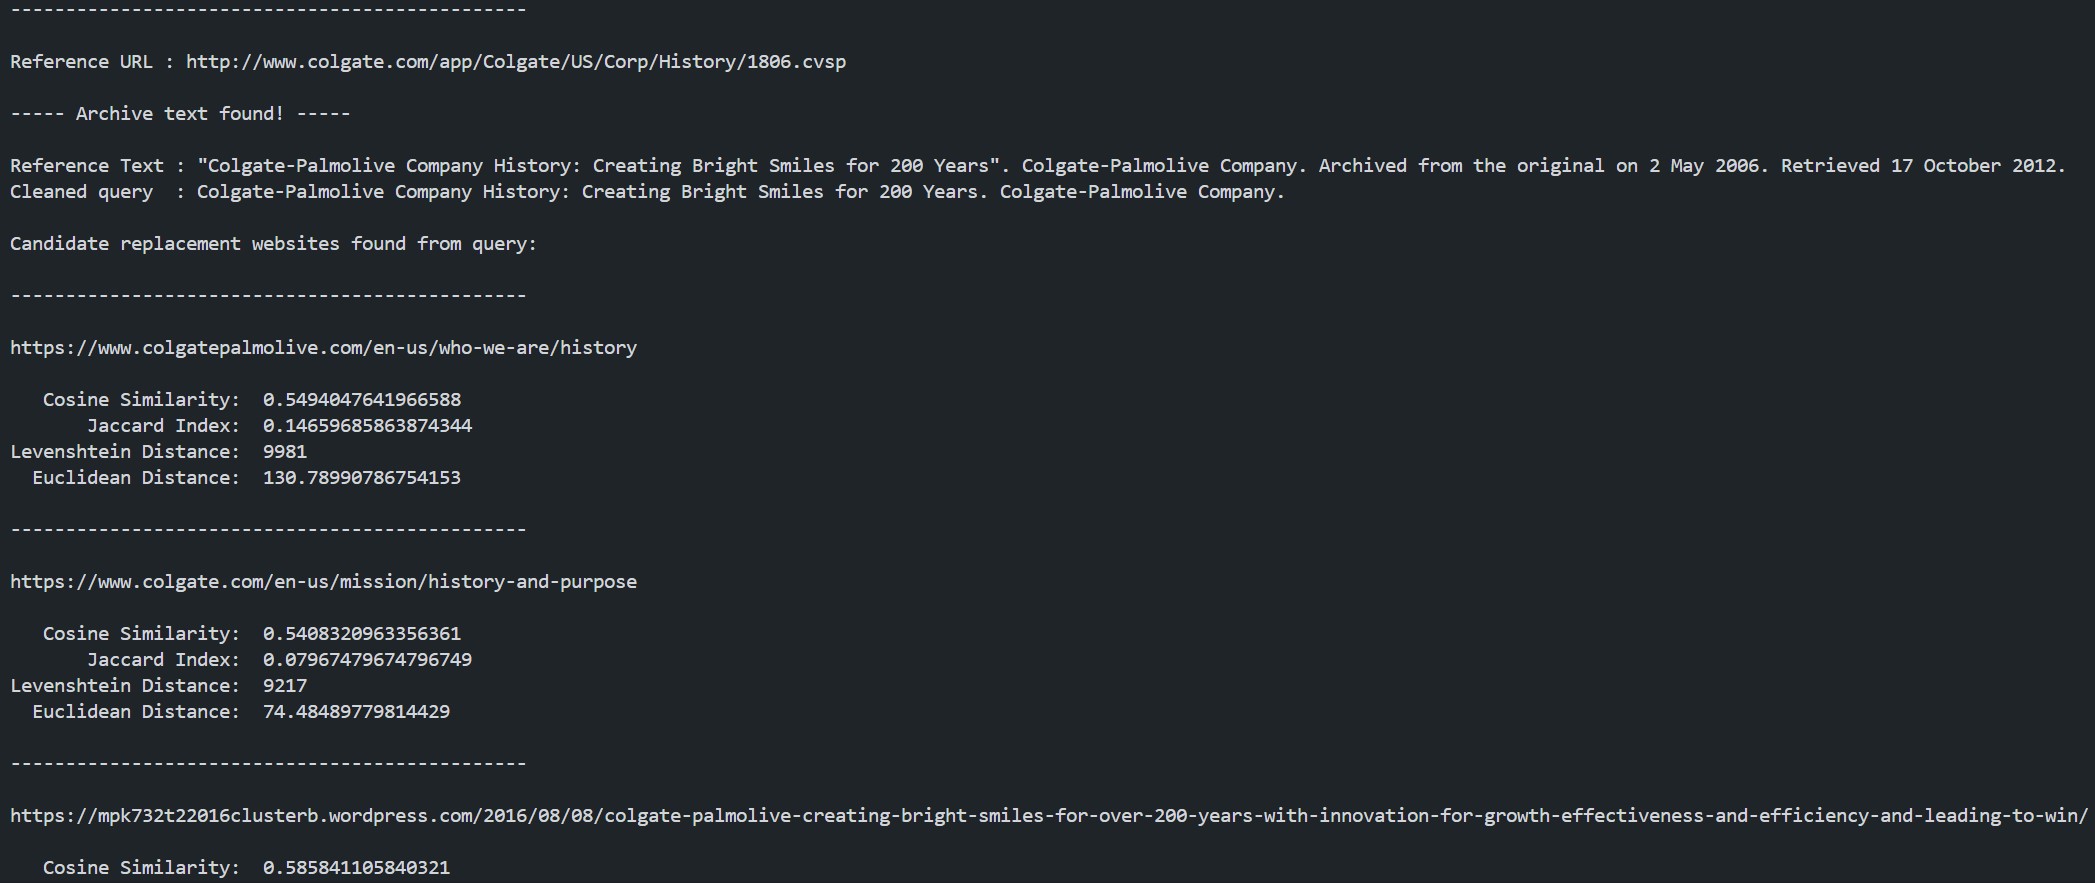 -----------------------------------------------
Reference URL : http://www.colgate.com/app/Colgate/US/Corp/History/1806.cvsp
----- Archive text found! -----
Reference Text : "Colgate-Palmolive Company History: Creating Bright Smiles for 200 Years". Colgate-Palmolive Company. Archived from the original on 2 May 2006. Retrieved 17 October 2012.
Cleaned query  : Colgate-Palmolive Company History: Creating Bright Smiles for 200 Years. Colgate-Palmolive Company.
Candidate replacement websites found from query:
-----------------------------------------------
https://www.colgatepalmolive.com/en-us/who-we-are/history
Cosine Similarity:  0.5494047641966588
Jaccard Index:  0.14659685863874344
Levenshtein Distance:  9981
Euclidean Distance:  130.78990786754153
-----------------------------------------------
https://www.colgate.com/en-us/mission/history-and-purpose
Cosine Similarity:  0.5408320963356361
Jaccard Index:  0.07967479674796749
Levenshtein Distance:  9217
Euclidean Distance:  74.48489779814429
-----------------------------------------------
https://mpk732t22016clusterb.wordpress.com/2016/08/08/colgate-palmolive-creating-bright-smiles-for-over-200-years-with-innovation-for-growth-effectiveness-and-efficiency-and-leading-to-win/
Cosine Similarity:  0.585841105840321